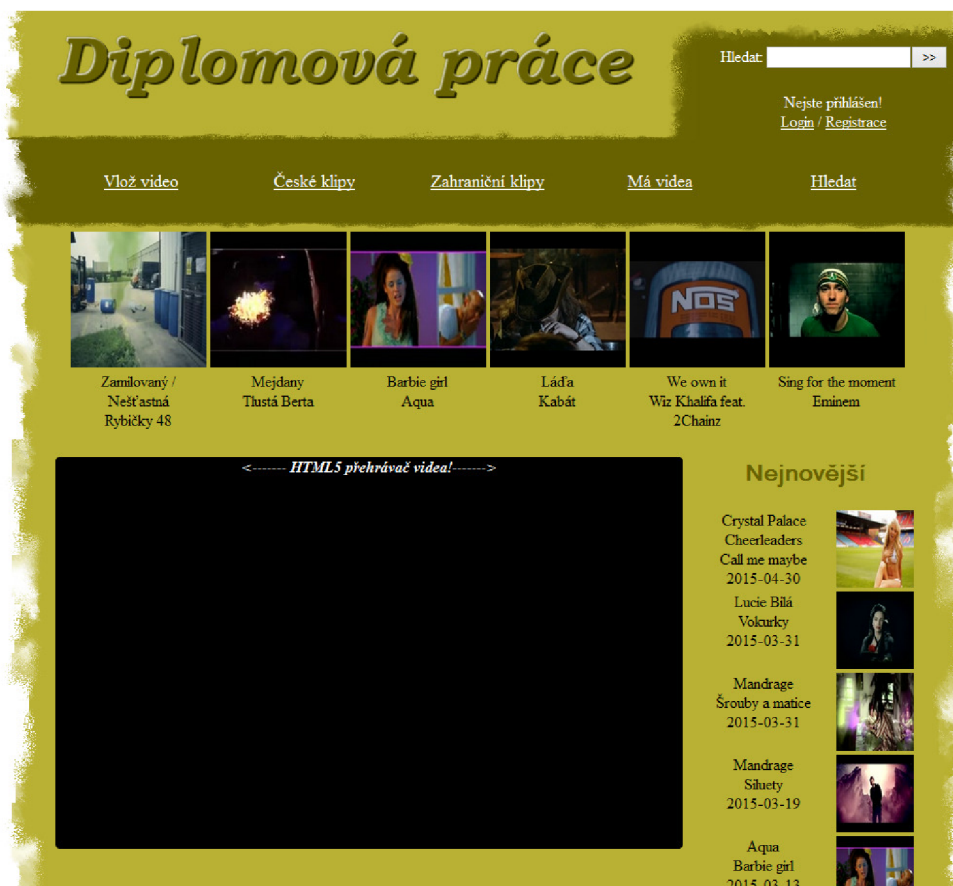 Diplomová práce
Hledat: >>
Nejste přihlášen!
Login / Registrace
Vlož video České klipy Zahraniční klipy Má videa Hledat
NOS
Zamilovaný /
Nešťastná
Rybičky 48
Mejdany
Tlustá Berta
Barbie girl
Aqua
Láďa
Kabát
We own it
Wiz Khalifa feat.
2Chainz
Sing for the moment
Eminem
<------- HTML5 přehrávač videa!------->
Nejnovější
Crystal Palace
Cheerleaders
Call me maybe
2015-04-30
Lucie Bílá
Vokurky
2015-03-31
Mandrage
Šrouby a matice
2015-03-31
Mandrage
Siluety
2015-03-19
Aqua
Barbie girl
2015-03-13